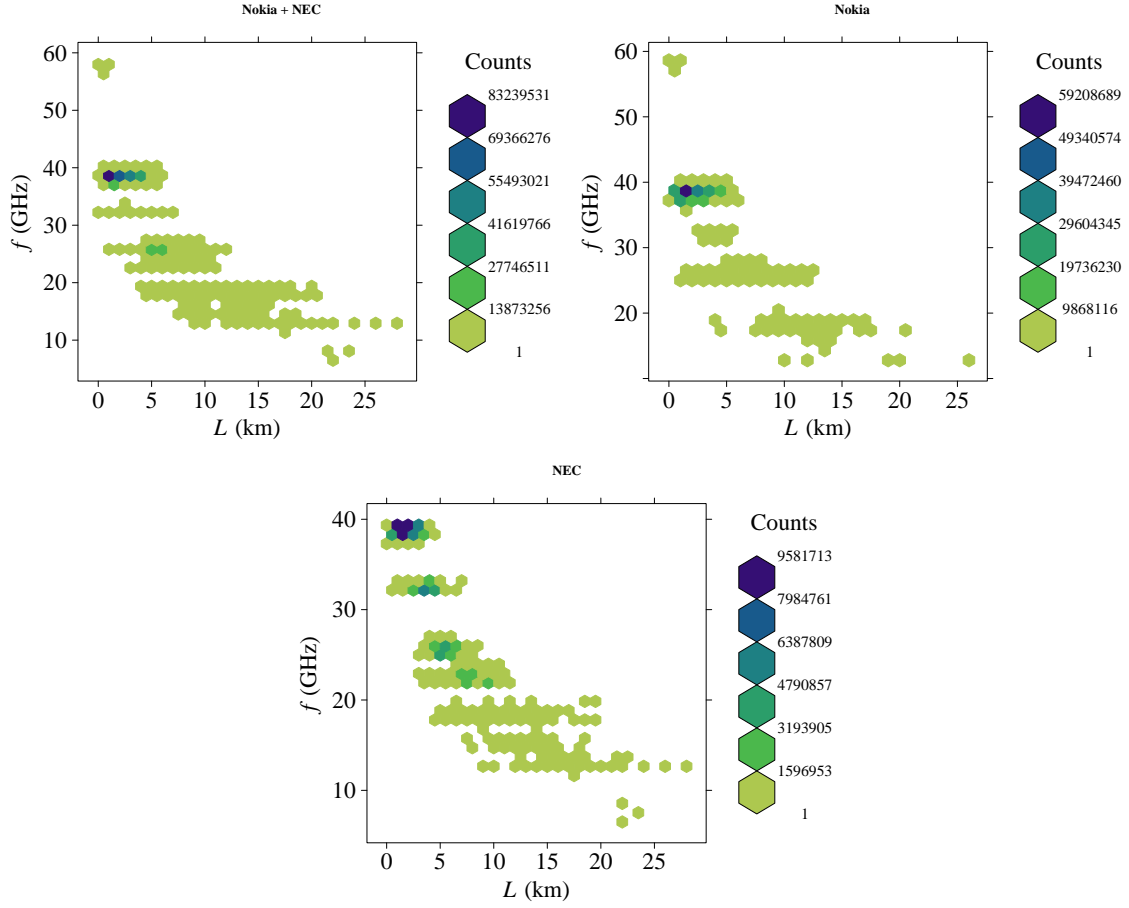 Nokia + NEC
60
50
40
30
20
10
f (GHz)
0 5 10 15 20 25
L (km)
Counts
83239531
69366276
55493021
41619766
27746511
13873256
1
Nokia
60
50
40
30
20
f (GHz)
0 5 10 15 20 25
L (km)
Counts
59208689
49340574
39472460
29604345
19736230
9868116
1
NEC
40
30
20
10
f (GHz)
0 5 10 15 20 25
L (km)
Counts
9581713
7984761
6387809
4790857
3193905
1596953
1